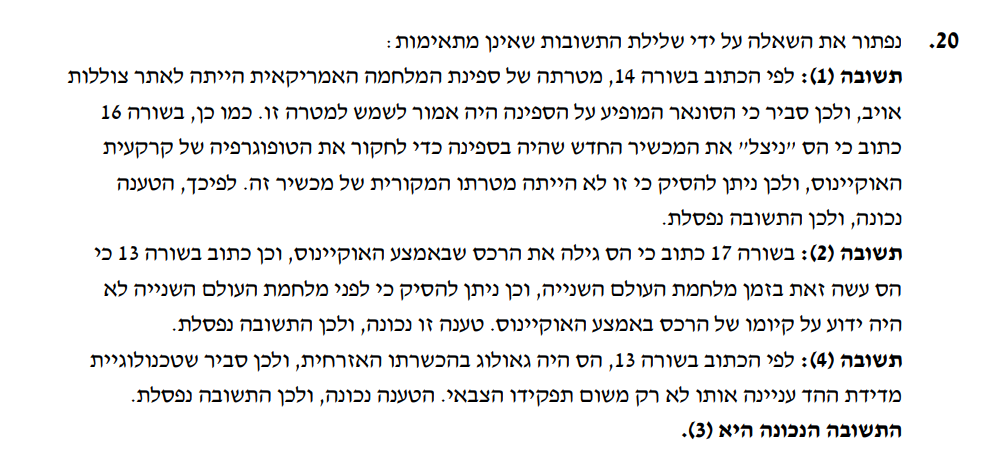 20. נפתור את השאלה על ידי שלילת התשובות שאינן מתאימות:
תשובה (1): לפי הכתוב בשורה 14, מטרתה של ספינת המלחמה האמריקאית הייתה לאתר צוללות
אויב, ולכן סביר כי הסונאר המופיע על הספינה היה אמור לשמש למטרה זו. כמו כן, בשורה 16
כתוב כי הס "ניצל" את המכשיר החדש שהיה בספינה כדי לחקור את הטופוגרפיה של קרקעית
האוקיינוס, ולכן ניתן להסיק כי זו לא הייתה מטרתו המקורית של מכשיר זה. לפיכך, הטענה
נכונה, ולכן התשובה נפסלת.
תשובה (2): בשורה 17 כתוב כי הס גילה את הרכס שבאמצע האוקיינוס, וכן כתוב בשורה 13 כי
הס עשה זאת בזמן מלחמת העולם השנייה, וכן ניתן להסיק כי לפני מלחמת העולם השנייה לא
היה ידוע על קיומו של הרכס באמצע האוקיינוס. טענה זו נכונה, ולכן התשובה נפסלת.
תשובה (4): לפי הכתוב בשורה 13, הס היה גאולוג בהכשרתו האזרחית, ולכן סביר שטכנולוגיית
מדידת ההד עניינה אותו לא רק משום תפקידו הצבאי. הטענה נכונה, ולכן התשובה נפסלת.
התשובה הנכונה היא (3).